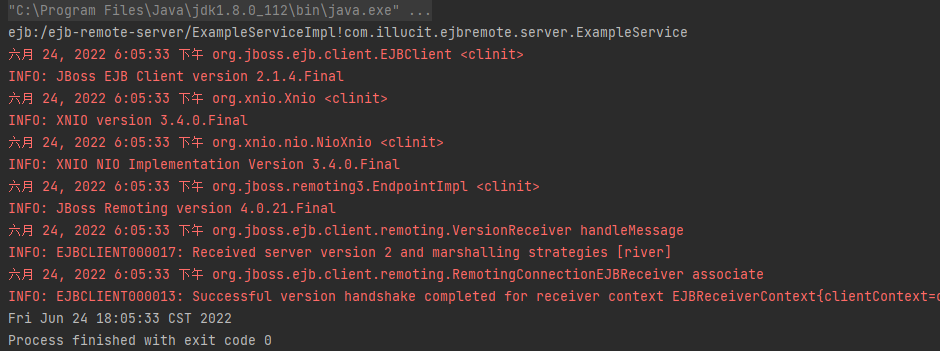 "C:\Program Files\Java\jdk1.8.0_112\bin\java.exe" ...
ejb:/ejb-remote-server/ExampleServiceImpl!com.illucit.ejbremote.server.ExampleService
六月 24, 2022 6:05:33 下午 org.jboss.ejb.client.EJBClient <clinit>
INFO: JBoss EJB Client version 2.1.4.Final
六月 24, 2022 6:05:33 下午 org.xnio.Xnio <clinit>
INFO: XNIO version 3.4.0.Final
六月 24, 2022 6:05:33 下午 org.xnio.nio.NioXnio <clinit>
INFO: XNIO NIO Implementation Version 3.4.0.Final
六月 24, 2022 6:05:33 下午 org.jboss.remoting3.EndpointImpl <clinit>
INFO: JBoss Remoting version 4.0.21.Final
六月 24, 2022 6:05:33 下午 org.jboss.ejb.client.remoting.VersionReceiver handleMessage
INFO: EJBCLIENT000017: Received server version 2 and marshalling strategies [river]
六月 24, 2022 6:05:33 下午 org.jboss.ejb.client.remoting.RemotingConnectionEJBReceiver associate
INFO: EJBCLIENT000013: Successful version handshake completed for receiver context EJBReceiverContext{clientContext=
Fri Jun 24 18:05:33 CST 2022
Process finished with exit code 0